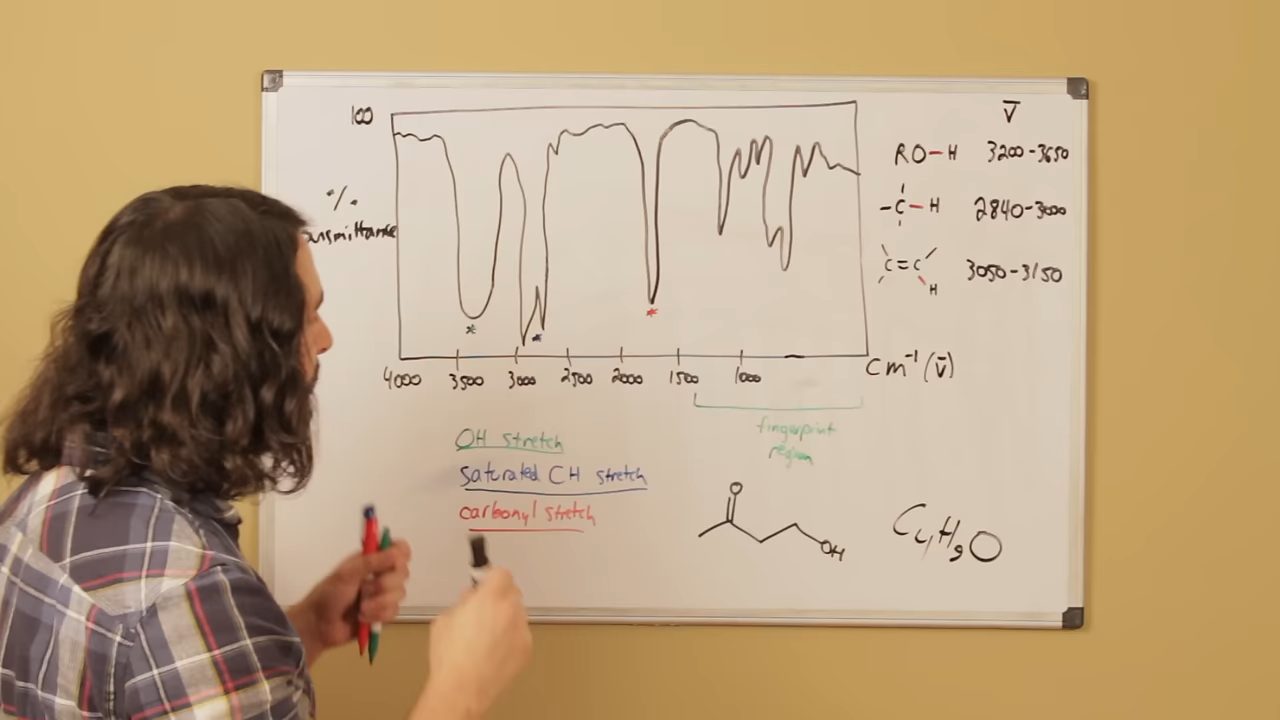 100
%
4000 3500 3000 2500 2000 1500 1000
cm⁻¹ (ν̅)
ν̅
RO-H 3200-3650
-C-H 2840-3000
C=C H 3050-3150
fingerprint
region
OH stretch
saturated CH stretch
carbonyl stretch
O
OH
C₄H₉O